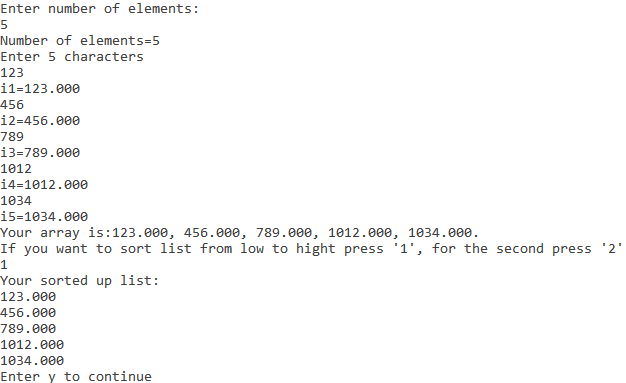 Enter number of elements:
5
Number of elements=5
Enter 5 characters
123
i1=123.000
456
i2=456.000
789
i3=789.000
1012
i4=1012.000
1034
i5=1034.000
Your array is:123.000, 456.000, 789.000, 1012.000, 1034.000.
If you want to sort list from low to hight press '1', for the second press '2'
1
Your sorted up list:
123.000
456.000
789.000
1012.000
1034.000
Enter y to continue